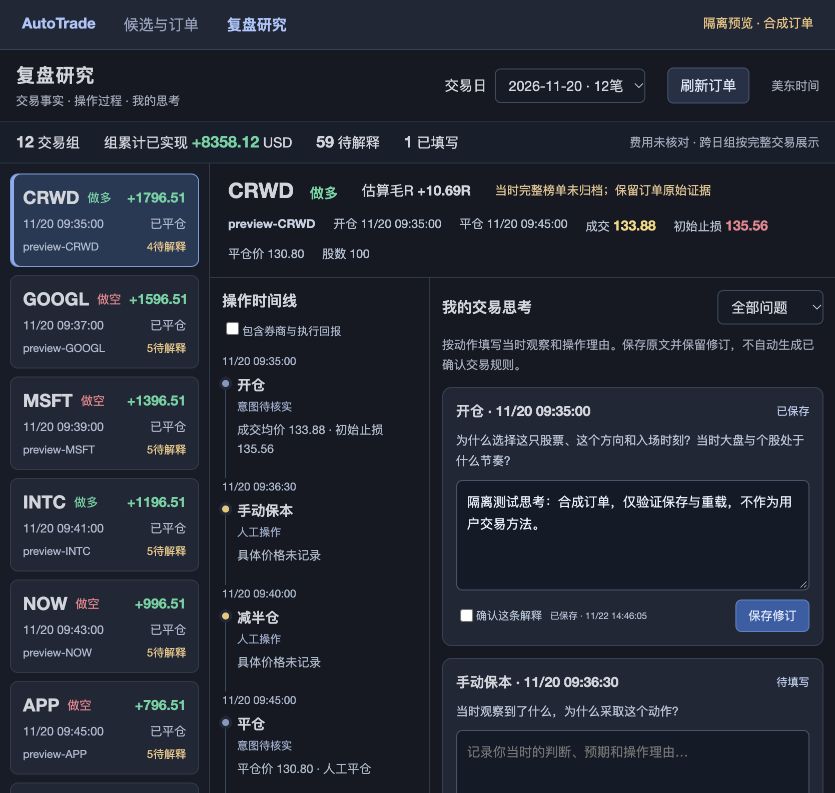 AutoTrade 候选与订单 复盘研究 隔离预览 · 合成订单
复盘研究
交易事实 · 操作过程 · 我的思考
交易日 2026-11-20 · 12笔 刷新订单 美东时间
12 交易组 组累计已实现 +8358.12 USD 59 待解释 1 已填写 费用未核对 · 跨日组按完整交易展示
CRWD 做多 +1796.51
11/20 09:35:00 已平仓
preview-CRWD 4待解释
GOOGL 做空 +1596.51
11/20 09:37:00 已平仓
preview-GOOGL 5待解释
MSFT 做空 +1396.51
11/20 09:39:00 已平仓
preview-MSFT 5待解释
INTC 做多 +1196.51
11/20 09:41:00 已平仓
preview-INTC 5待解释
NOW 做空 +996.51
11/20 09:43:00 已平仓
preview-NOW 5待解释
APP 做空 +796.51
11/20 09:45:00 已平仓
preview-APP 5待解释
CRWD 做多 估算毛R +10.69R 当时完整榜单未归档；保留订单原始证据
preview-CRWD 开仓 11/20 09:35:00 平仓 11/20 09:45:00 成交 133.88 初始止损 135.56
平仓价 130.80 股数 100
操作时间线
包含券商与执行回报
11/20 09:35:00
开仓
意图待核实
成交均价 133.88 · 初始止损
135.56
11/20 09:36:30
手动保本
人工操作
具体价格未记录
11/20 09:40:00
减半仓
人工操作
具体价格未记录
11/20 09:45:00
平仓
意图待核实
平仓价 130.80 · 人工平仓
我的交易思考 全部问题
按动作填写当时观察和操作理由。保存原文并保留修订，不自动生成已
确认交易规则。
开仓 · 11/20 09:35:00 已保存
为什么选择这只股票、这个方向和入场时刻？当时大盘与个股处于
什么节奏？
隔离测试思考：合成订单，仅验证保存与重载，不作为用
户交易方法。
确认这条解释 已保存 · 11/22 14:46:05 保存修订
手动保本 · 11/20 09:36:30 待填写
当时观察到了什么，为什么采取这个动作？
记录你当时的判断、预期和操作理由…